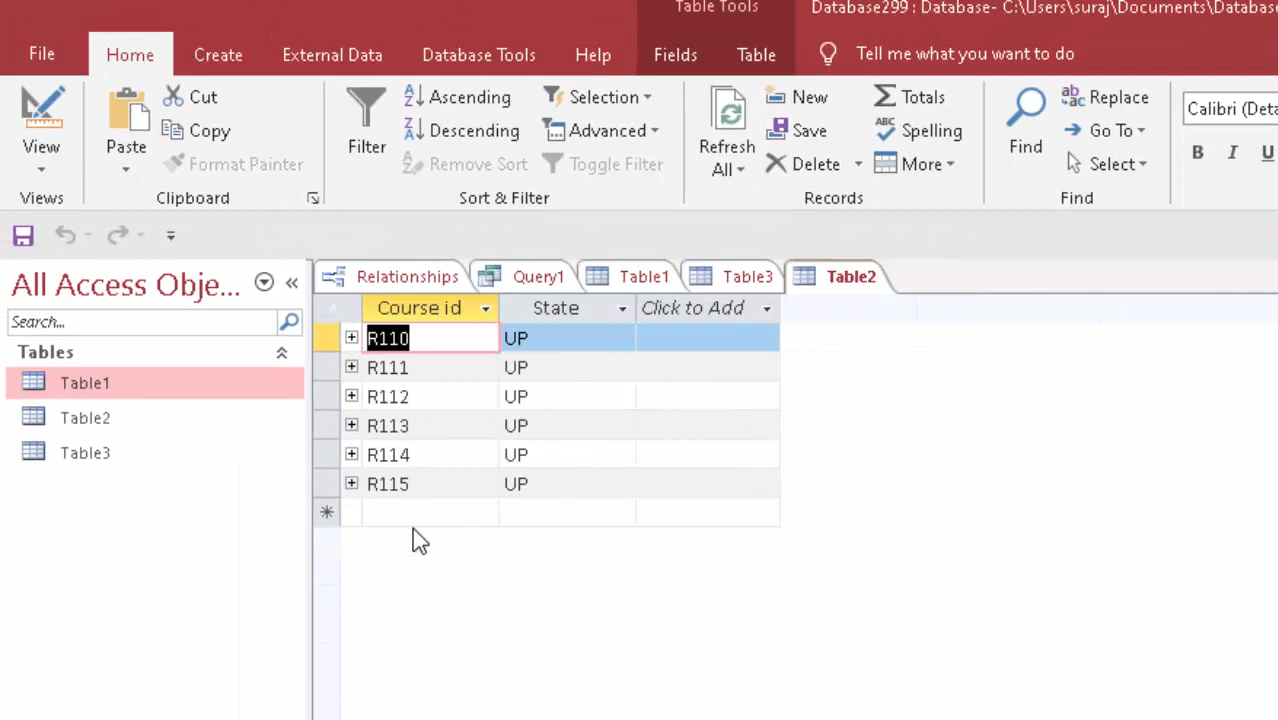 Table Tools
Database299 : Database- C:\Users\suraj\Documents\Database
File Home Create External Data Database Tools Help Fields Table Tell me what you want to do
View
Views
Paste
Cut
Copy
Format Painter
Clipboard
Filter
Ascending
Descending
Remove Sort
Selection
Advanced
Toggle Filter
Sort & Filter
Refresh
All
New
Save
Delete
Totals
Spelling
More
Records
Find
Replace
Go To
Select
Find
Calibri (Deta
B I U
All Access Obje...
Search...
Tables
Table1
Table2
Table3
Relationships Query1 Table1 Table3 Table2
Course id State Click to Add
R110 UP
R111 UP
R112 UP
R113 UP
R114 UP
R115 UP